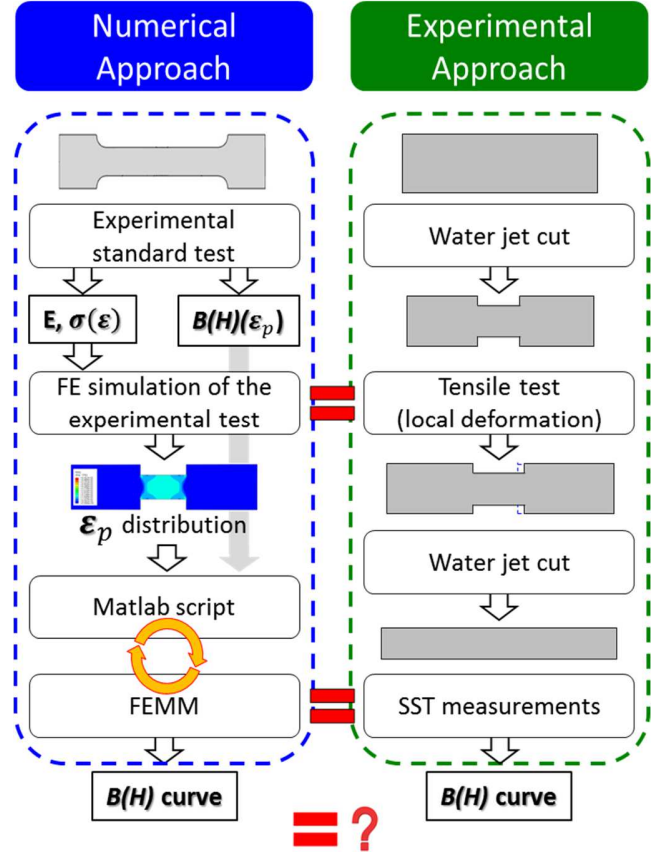 Numerical
Approach
Experimental
Approach
Experimental
standard test
E, σ(ε)
B(H)(εₚ)
FE simulation of the
experimental test
εₚ distribution
Matlab script
FEMM
B(H) curve
Water jet cut
Tensile test
(local deformation)
Water jet cut
SST measurements
B(H) curve
= ?